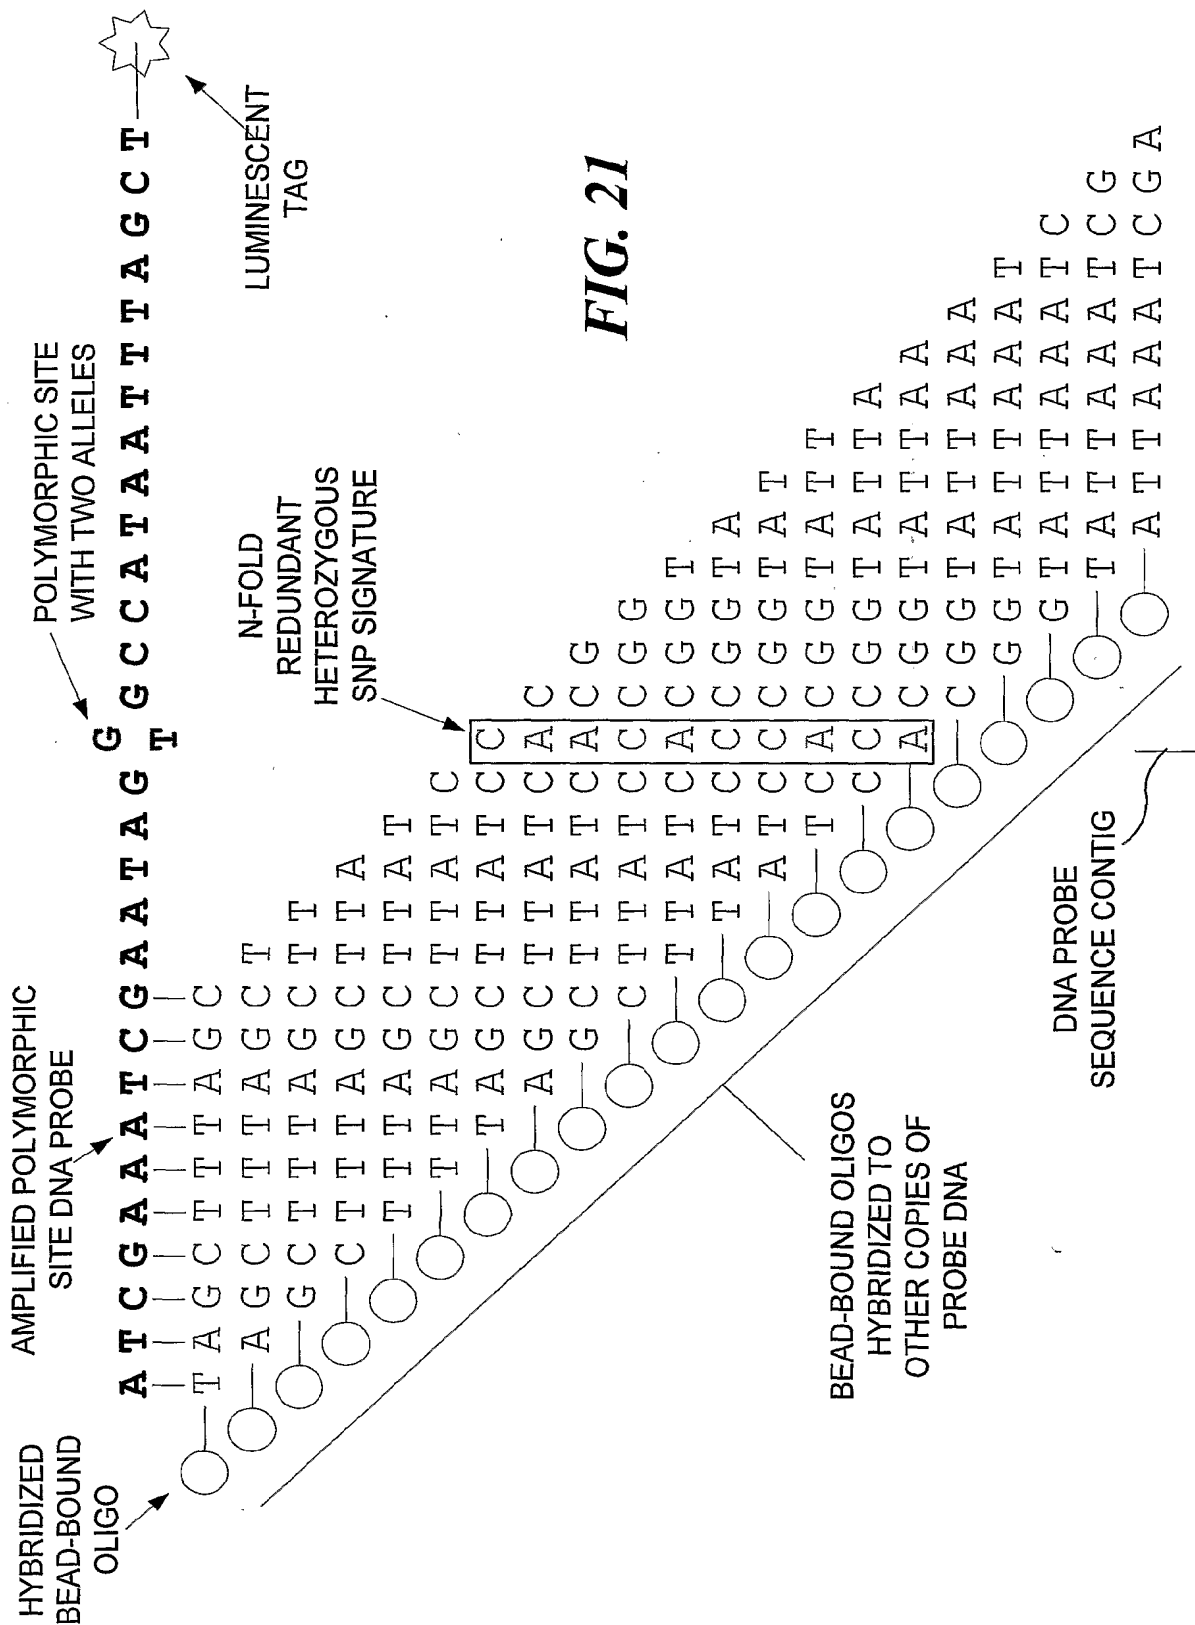 HYBRIDIZED
BEAD-BOUND
OLIGO
AMPLIFIED POLYMORPHIC
SITE DNA PROBE
POLYMORPHIC SITE
WITH TWO ALLELES
G
A T C G A A A T C G A A T A G G C C A T A A T T T A G C T
T
LUMINESCENT
TAG
N-FOLD
REDUNDANT
HETEROZYGOUS
SNP SIGNATURE
T A G C T T T A G C
A G C T T T A G C T
G C T T T A G C T T
C T T T A G C T T A
T T T A G C T T A T
T T A G C T T A T C
T A G C T T A T C C
A G C T T A T C A C
G C T T A T C A C G
C T T A T C C C G G
T T A T C A C G G T
T A T C C C G G T A
A T C C C G G T A T
T C A C G G T A T T
C C C G G T A T T A
A C G G T A T T A A
C G G T A T T A A A
G G T A T T A A A T
G T A T T A A A T C
T A T T A A A T C G
A T T A A A T C G A
FIG. 21
BEAD-BOUND OLIGOS
HYBRIDIZED TO
OTHER COPIES OF
PROBE DNA
DNA PROBE
SEQUENCE CONTIG